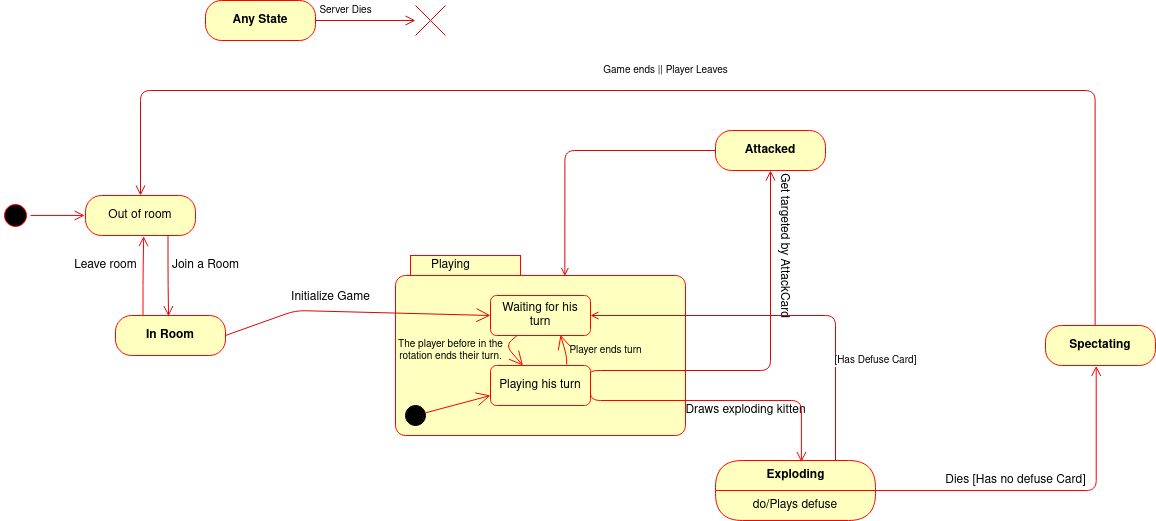 Any State
Server Dies
Game ends || Player Leaves
Attacked
Get targeted by AttackCard
Out of room
Leave room
Join a Room
Playing
Initialize Game
Waiting for his
turn
In Room
The player before in the
rotation ends their turn.
Player ends turn
[Has Defuse Card]
Spectating
Playing his turn
Draws exploding kitten
Exploding
do/Plays defuse
Dies [Has no defuse Card]